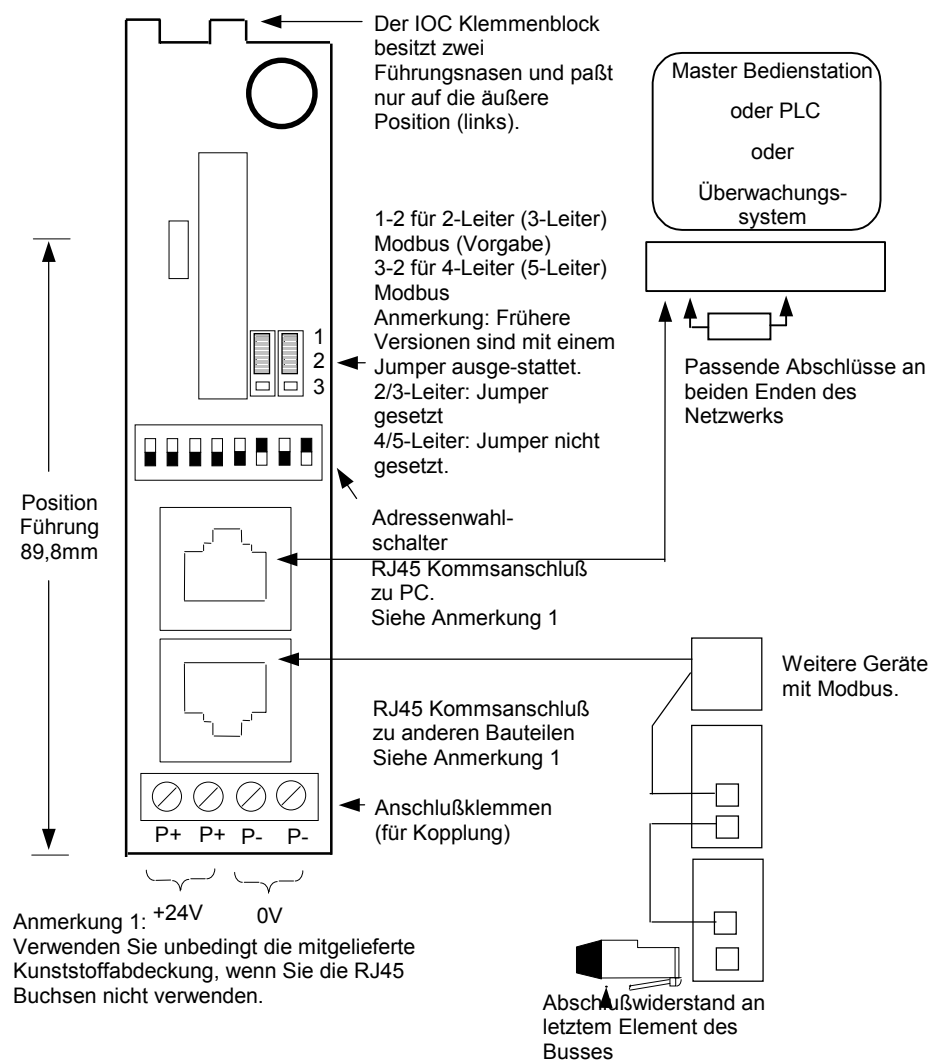 Der IOC Klemmenblock
besitzt zwei
Führungsnasen und paßt
nur auf die äußere
Position (links).
Master Bedienstation
oder PLC
oder
Überwachungs-
system
1-2 für 2-Leiter (3-Leiter)
Modbus (Vorgabe)
3-2 für 4-Leiter (5-Leiter)
Modbus
Anmerkung: Frühere
Versionen sind mit einem
Jumper ausge-stattet.
2/3-Leiter: Jumper
gesetzt
4/5-Leiter: Jumper nicht
gesetzt.
1
2
3
Passende Abschlüsse an
beiden Enden des
Netzwerks
Position
Führung
89,8mm
Adressenwahl-
schalter
RJ45 Kommsanschluß
zu PC.
Siehe Anmerkung 1
Weitere Geräte
mit Modbus.
RJ45 Kommsanschluß
zu anderen Bauteilen
Siehe Anmerkung 1
Anschlußklemmen
(für Kopplung)
P+ P+ P- P-
+24V 0V
Anmerkung 1:
Verwenden Sie unbedingt die mitgelieferte
Kunststoffabdeckung, wenn Sie die RJ45
Buchsen nicht verwenden.
Abschlußwiderstand an
letztem Element des
Busses